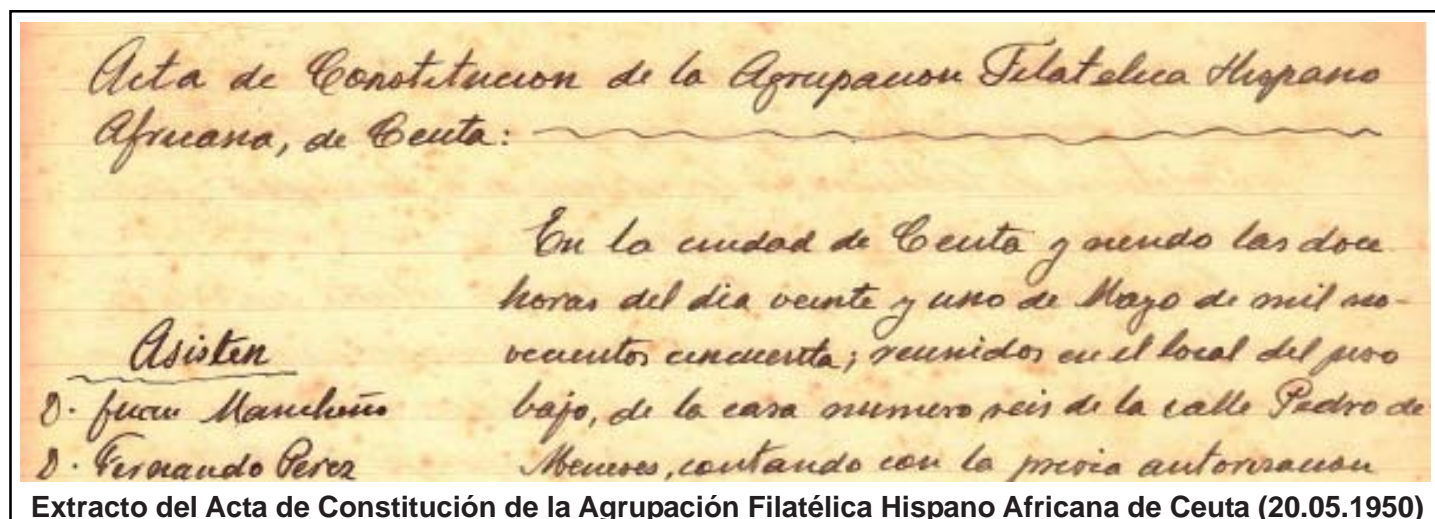 Acta de Constitucion de la Agrupacion Filatelica Hispano
Africana, de Ceuta:
En la ciudad de Ceuta y siendo las doce
horas del dia veinte y uno de Mayo de mil no-
Asisten
vecientos cincuenta; reunidos en el local del piso
D. Juan Mancheño
bajo, de la casa numero seis de la calle Pedro de
D. Fernando Perez
Meneses, contando con la previa autorisacion
Extracto del Acta de Constitución de la Agrupación Filatélica Hispano Africana de Ceuta (20.05.1950)